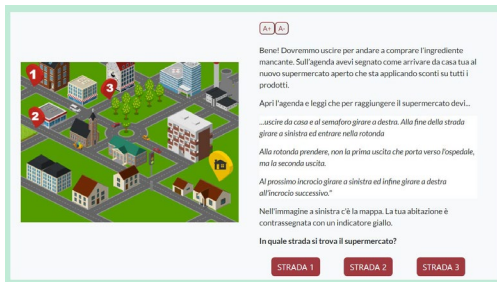 A+ A-
Bene! Dovremmo uscire per andare a comprare l'ingrediente
mancante. Sull'agenda avevi segnato come arrivare da casa tua al
nuovo supermercato aperto che sta applicando sconti su tutti i
prodotti.
Apri l'agenda e leggi che per raggiungere il supermercato devi...
...uscire da casa e al semaforo girare a destra. Alla fine della strada
girare a sinistra ed entrare nella rotonda
Alla rotonda prendere, non la prima uscita che porta verso l'ospedale,
ma la seconda uscita.
Al prossimo incrocio girare a sinistra ed infine girare a destra
all'incrocio successivo."
Nell'immagine a sinistra c'è la mappa. La tua abitazione è
contrassegnata con un indicatore giallo.
In quale strada si trova il supermercato?
STRADA 1 STRADA 2 STRADA 3
1
3
2